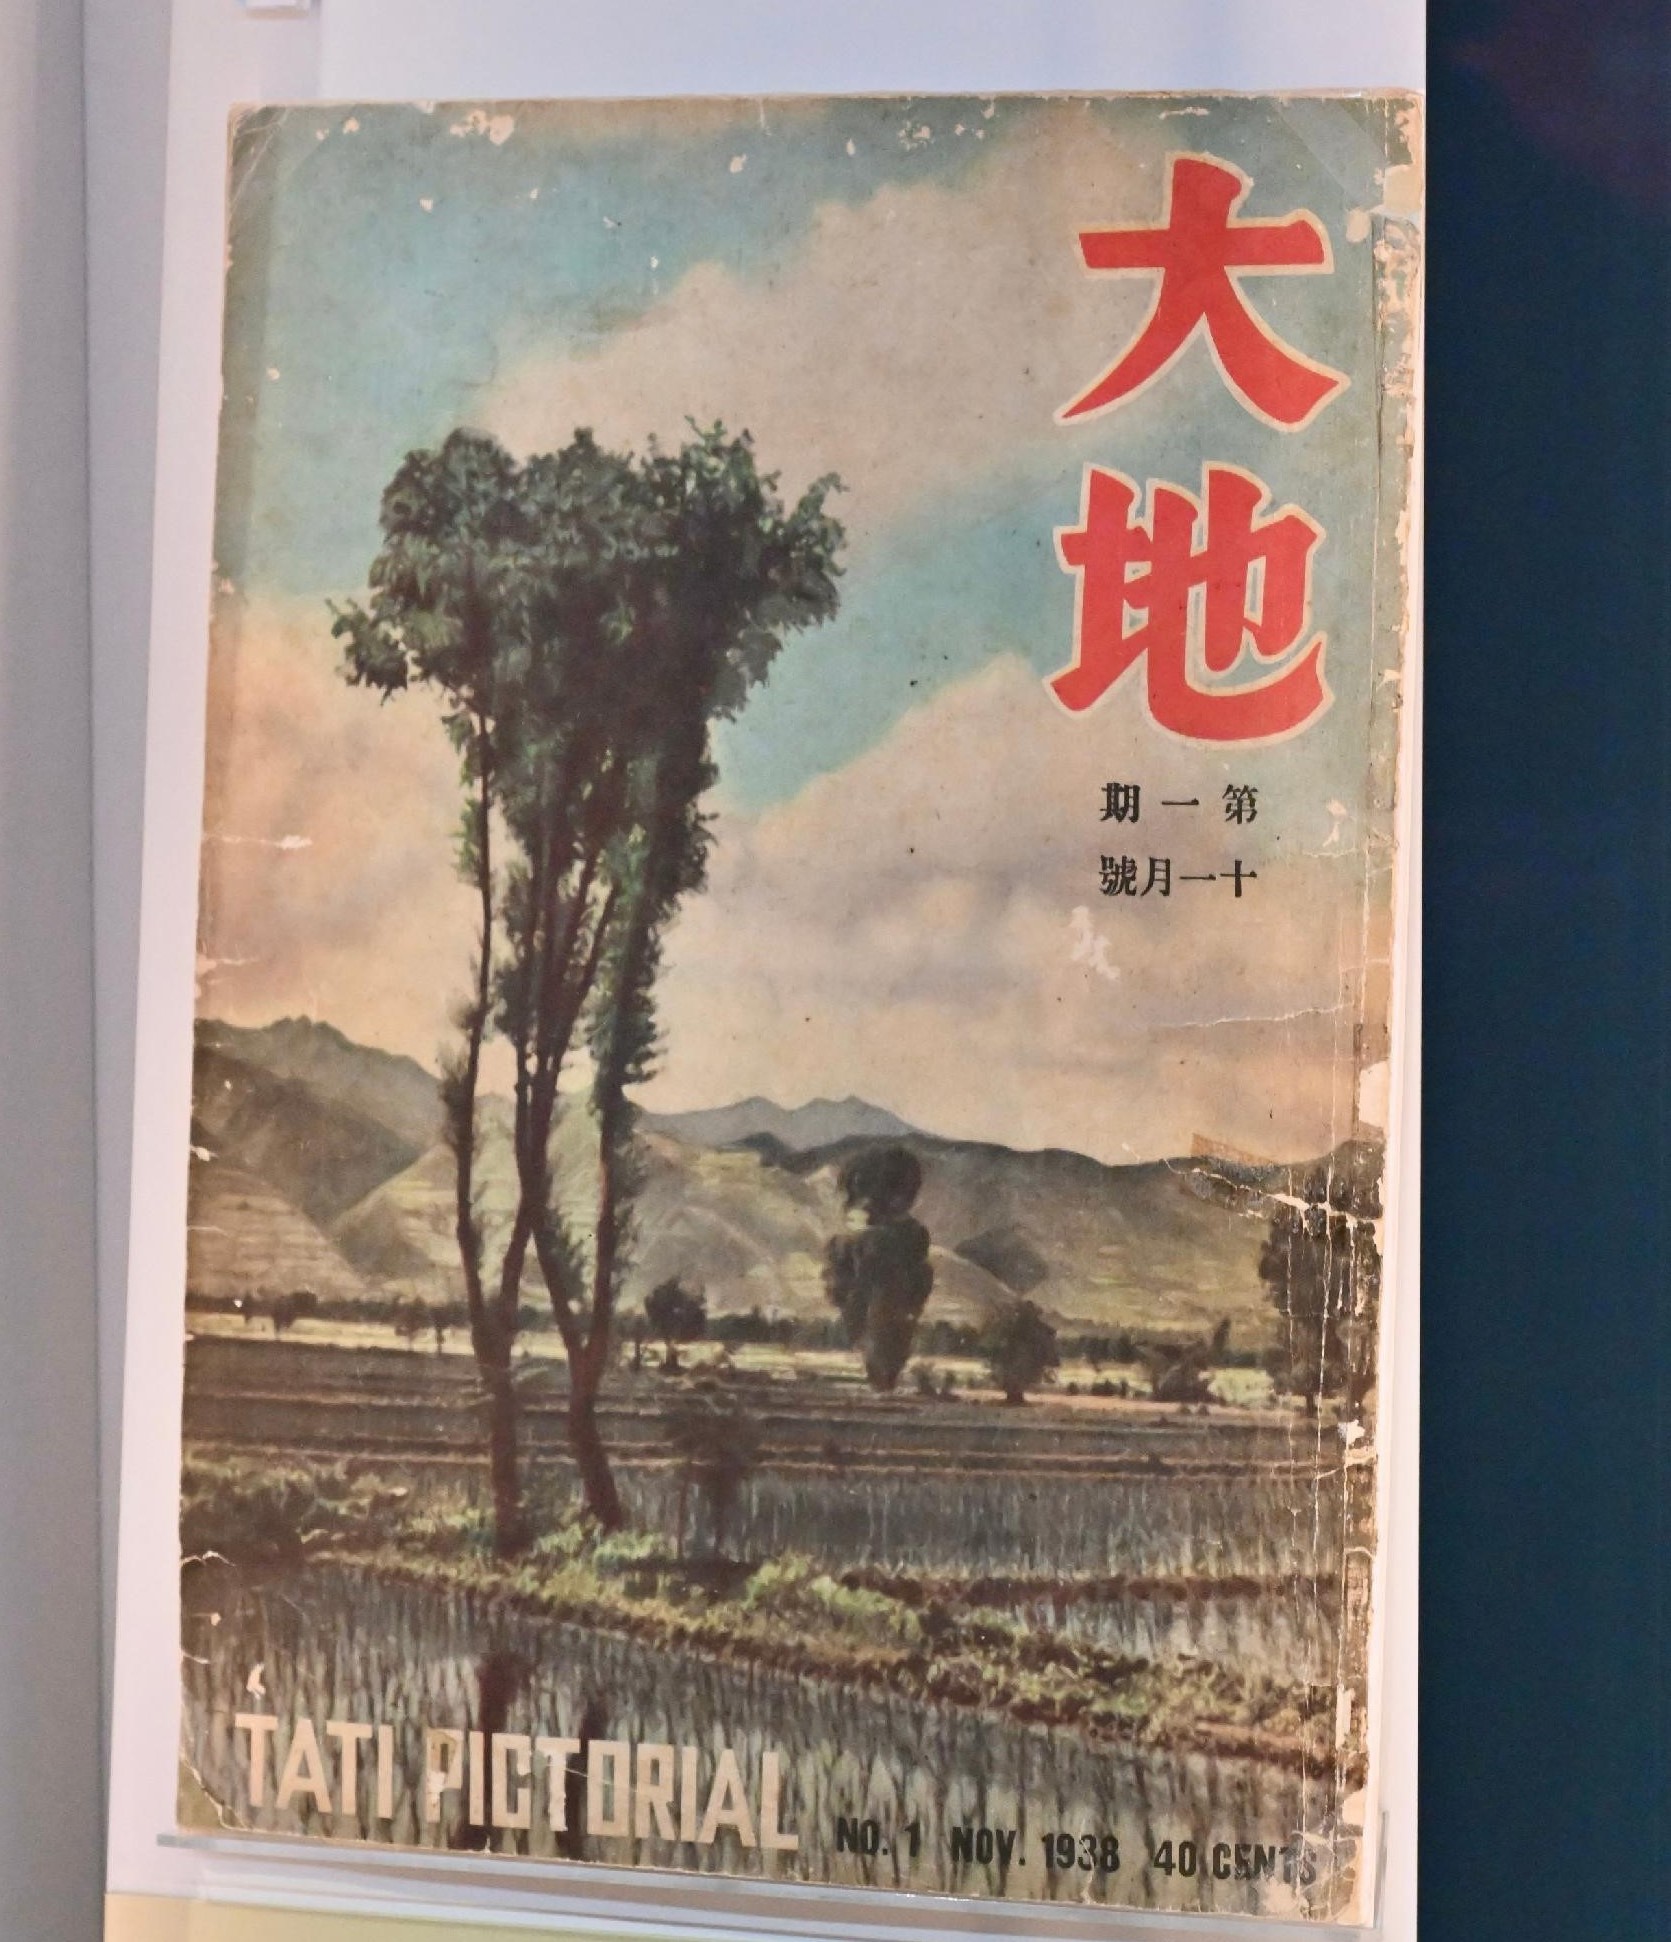 大地
第一期
十一月號
TATI PICTORIAL
NO. 1 NOV. 1938 40 CENTS